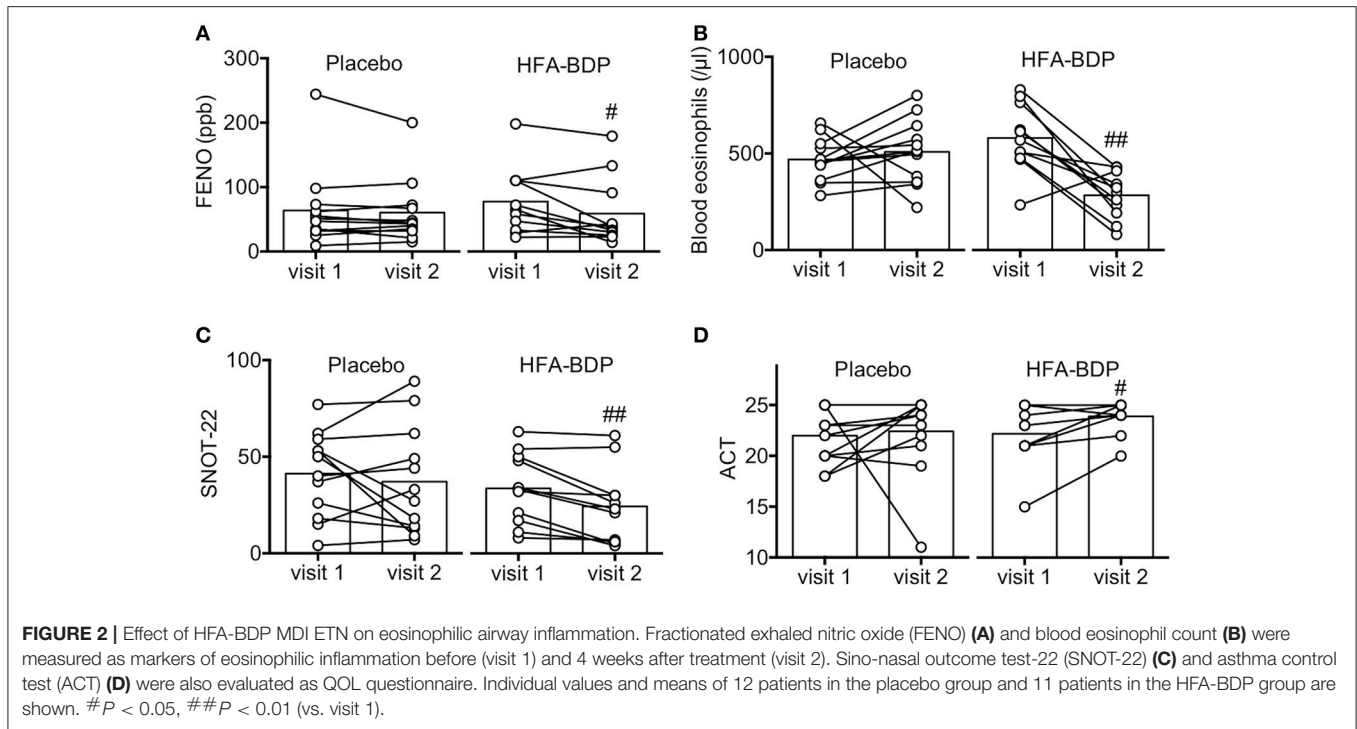 A
B
300
200
100
0
FENO (ppb)
Placebo
HFA-BDP
#
visit 1 visit 2 visit 1 visit 2
1000
500
0
Blood eosinophils (/µl)
Placebo
HFA-BDP
##
visit 1 visit 2 visit 1 visit 2
C
D
100
50
0
SNOT-22
Placebo
HFA-BDP
##
visit 1 visit 2 visit 1 visit 2
25
20
15
10
ACT
Placebo
HFA-BDP
#
visit 1 visit 2 visit 1 visit 2
FIGURE 2 | Effect of HFA-BDP MDI ETN on eosinophilic airway inflammation. Fractionated exhaled nitric oxide (FENO) (A) and blood eosinophil count (B) were
measured as markers of eosinophilic inflammation before (visit 1) and 4 weeks after treatment (visit 2). Sino-nasal outcome test-22 (SNOT-22) (C) and asthma control
test (ACT) (D) were also evaluated as QOL questionnaire. Individual values and means of 12 patients in the placebo group and 11 patients in the HFA-BDP group are
shown. #P < 0.05, ##P < 0.01 (vs. visit 1).